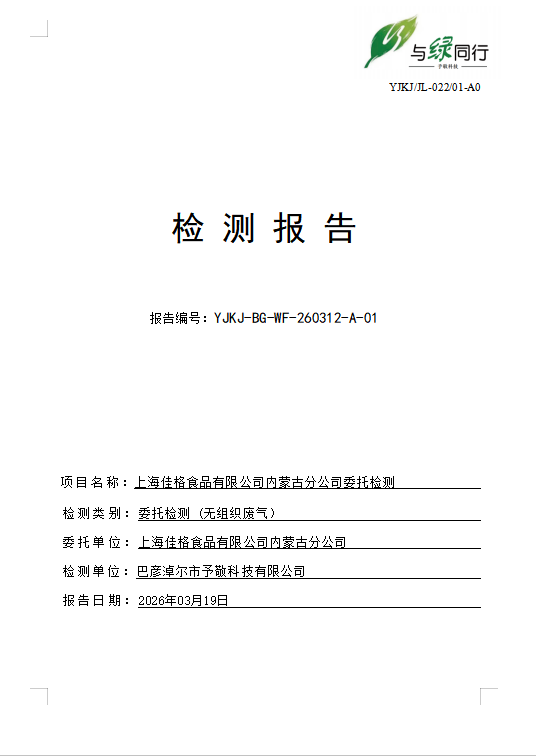 与绿同行
予敬科技
YJKJ/JL-022/01-A0
检测报告
报告编号：YJKJ-BG-WF-260312-A-01
项目名称：上海佳格食品有限公司内蒙古分公司委托检测
检测类别：委托检测（无组织废气）
委托单位：上海佳格食品有限公司内蒙古分公司
检测单位：巴彦淖尔市予敬科技有限公司
报告日期：2026年03月19日